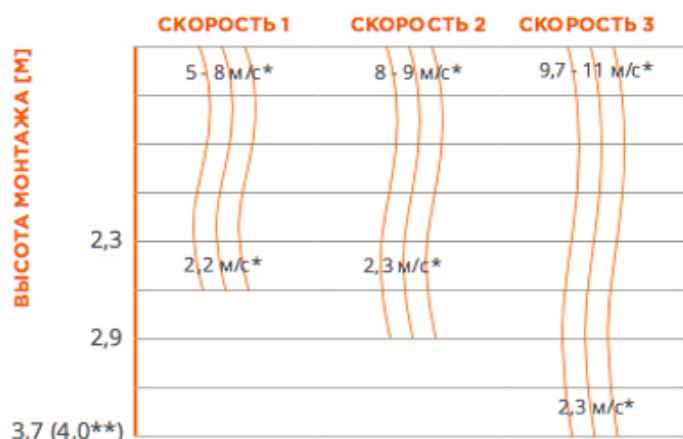 СКОРОСТЬ 1 СКОРОСТЬ 2 СКОРОСТЬ 3
ВЫСОТА МОНТАЖА [М]
5 - 8 м/с* 8 - 9 м/с* 9,7 - 11 м/с*
2,3
2,2 м/с* 2,3 м/с*
2,9
2,3 м/с*
3,7 (4,0**)